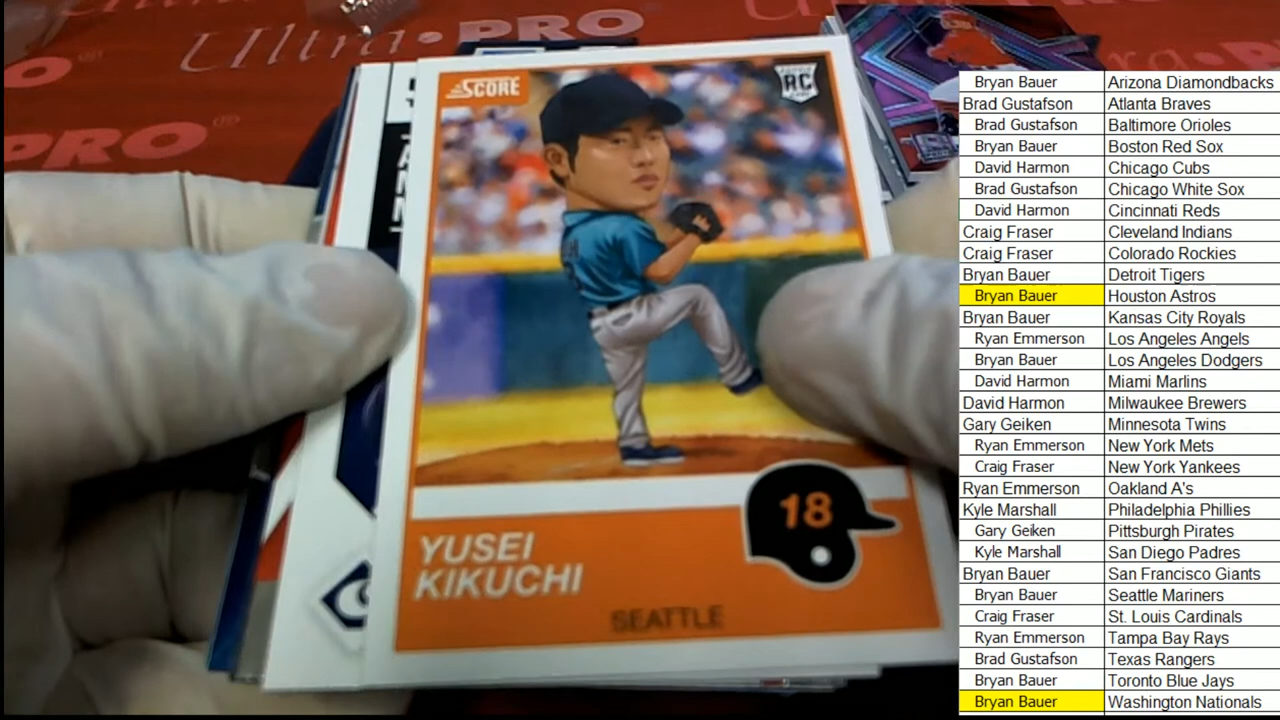 Ultra PRO
PRO
PRO
SCORE
RC
18
YUSEI
KIKUCHI
SEATTLE
Bryan Bauer Arizona Diamondbacks
Brad Gustafson Atlanta Braves
Brad Gustafson Baltimore Orioles
Bryan Bauer Boston Red Sox
David Harmon Chicago Cubs
Brad Gustafson Chicago White Sox
David Harmon Cincinnati Reds
Craig Fraser Cleveland Indians
Craig Fraser Colorado Rockies
Bryan Bauer Detroit Tigers
Bryan Bauer Houston Astros
Bryan Bauer Kansas City Royals
Ryan Emmerson Los Angeles Angels
Bryan Bauer Los Angeles Dodgers
David Harmon Miami Marlins
David Harmon Milwaukee Brewers
Gary Geiken Minnesota Twins
Ryan Emmerson New York Mets
Craig Fraser New York Yankees
Ryan Emmerson Oakland A's
Kyle Marshall Philadelphia Phillies
Gary Geiken Pittsburgh Pirates
Kyle Marshall San Diego Padres
Bryan Bauer San Francisco Giants
Bryan Bauer Seattle Mariners
Craig Fraser St. Louis Cardinals
Ryan Emmerson Tampa Bay Rays
Brad Gustafson Texas Rangers
Bryan Bauer Toronto Blue Jays
Bryan Bauer Washington Nationals